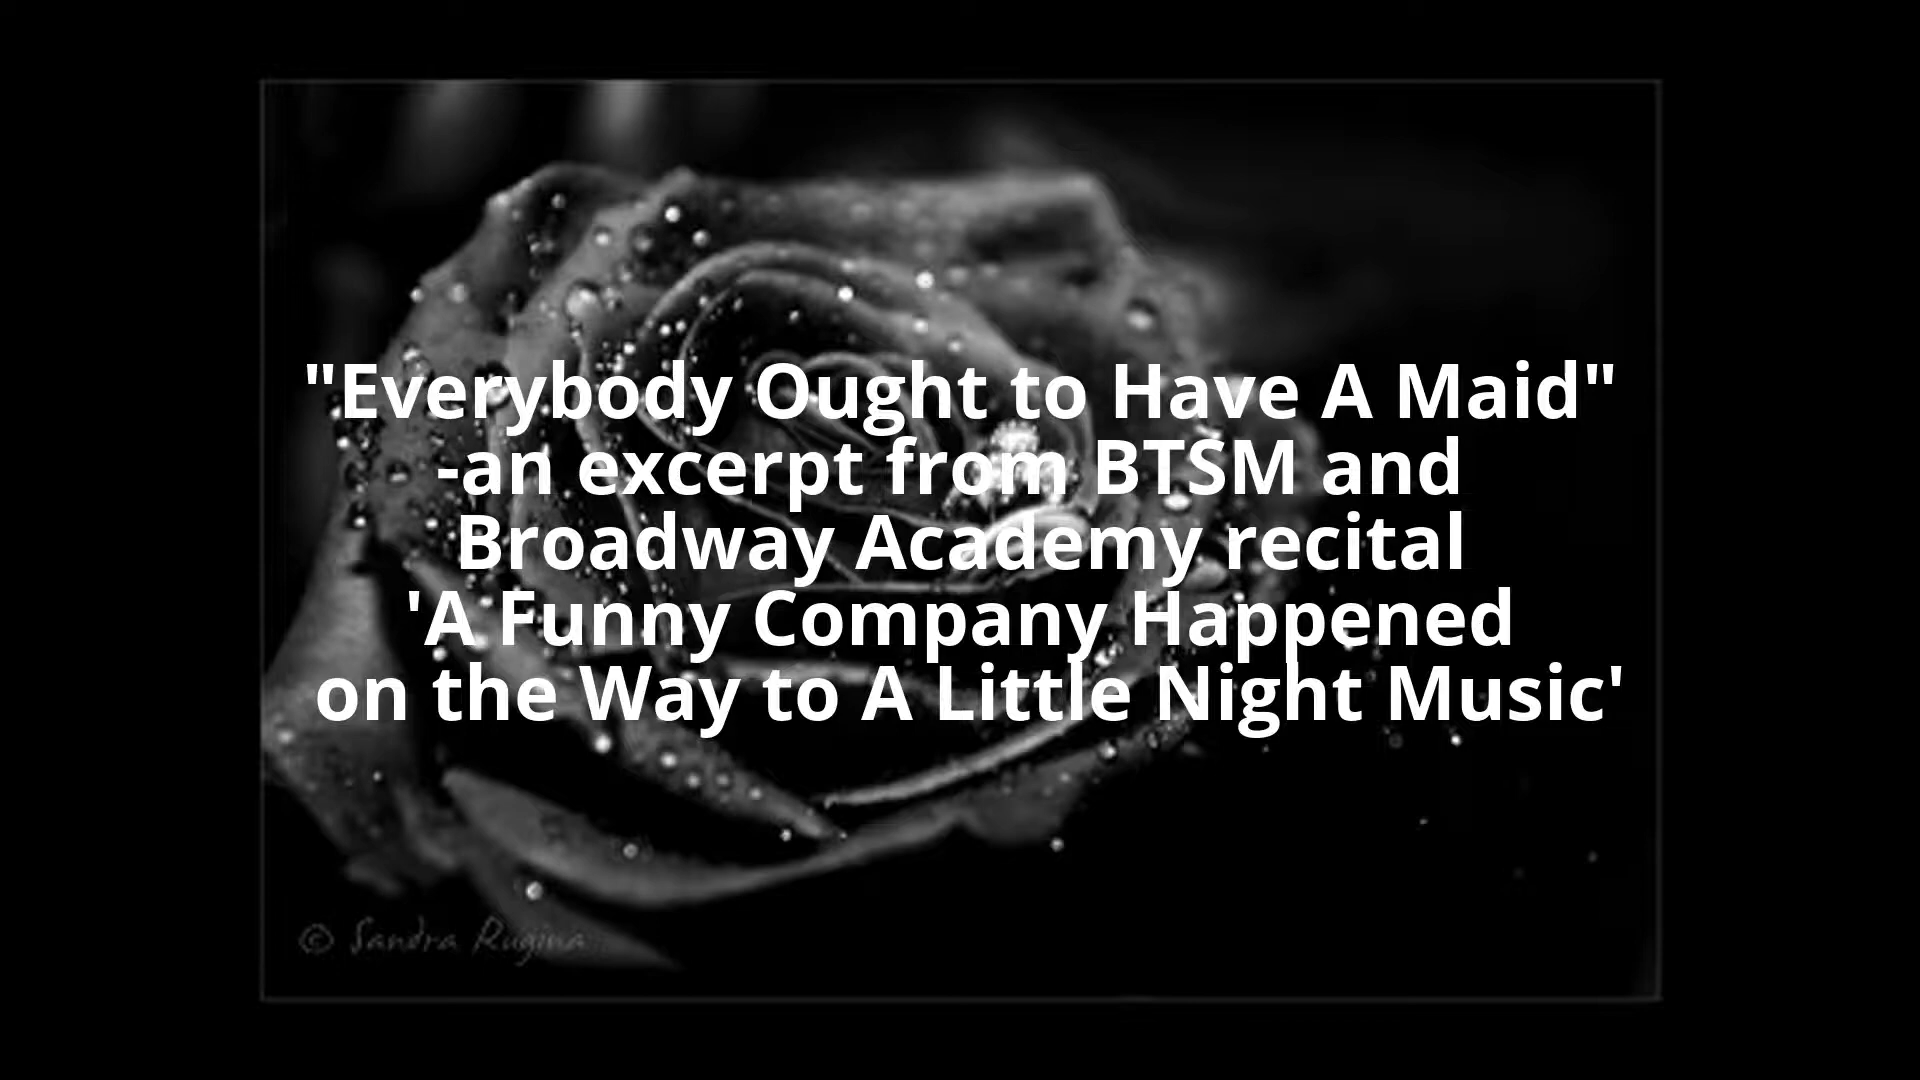 "Everybody Ought to Have A Maid"
-an excerpt from BTSM and
Broadway Academy recital
'A Funny Company Happened
on the Way to A Little Night Music'
© Sandra Rugina